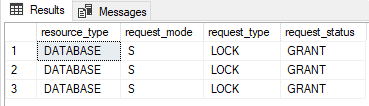 Results Messages
resource_type request_mode request_type request_status
1 DATABASE S LOCK GRANT
2 DATABASE S LOCK GRANT
3 DATABASE S LOCK GRANT